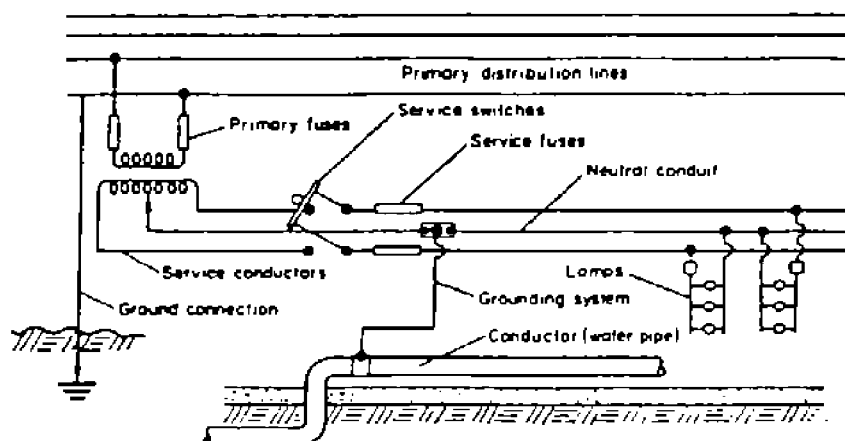 Primary distribution lines
Service switches
Primary fuses
Service fuses
Neutral conduit
Service conductors
Lamps
Ground connection
Grounding system
Conductor (water pipe)